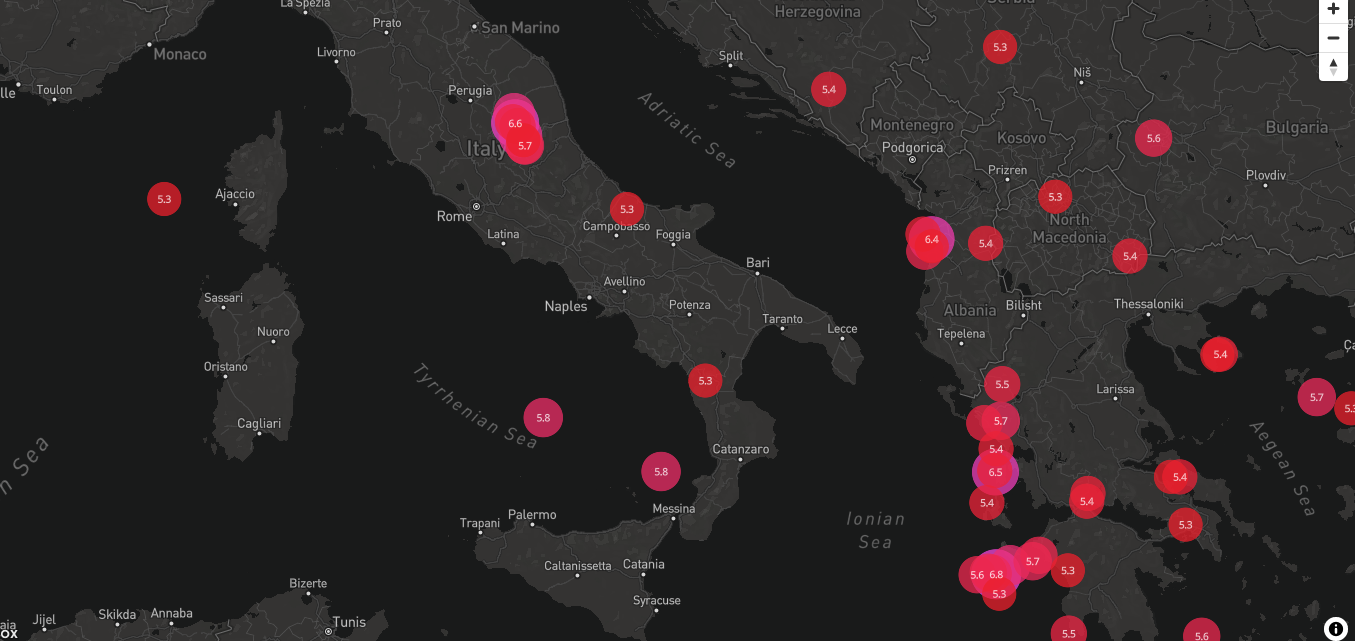 La Spezia
Serbia
Herzegovina
Prato
San Marino
Monaco
Livorno
Split
5.3
Niš
lle
Toulon
Perugia
5.4
Adriatic Sea
6.6
Montenegro
Kosovo
5.6
Bulgaria
Italy
5.7
Podgorica
Prizren
Plovdiv
5.3
Ajaccio
5.3
5.3
Rome
Campobasso
North
Macedonia
Latina
Foggia
6.4
5.4
5.4
Bari
Avellino
Sassari
Naples
Potenza
Albania
Bilisht
Thessaloniki
Taranto
Nuoro
Lecce
Tepelena
5.4
Oristano
5.3
5.5
Larissa
5.7
5.3
Tyrrhenian Sea
5.8
Cagliari
5.7
n Sea
Catanzaro
5.4
Aegean Sea
5.8
6.5
5.4
Messina
5.4
5.4
Palermo
Trapani
Ionian
Sea
5.3
Caltanissetta
Catania
5.7
5.3
5.6
6.8
Bizerte
5.3
Syracuse
Skikda
Annaba
Jijel
Tunis
aia
ox
5.5
5.6